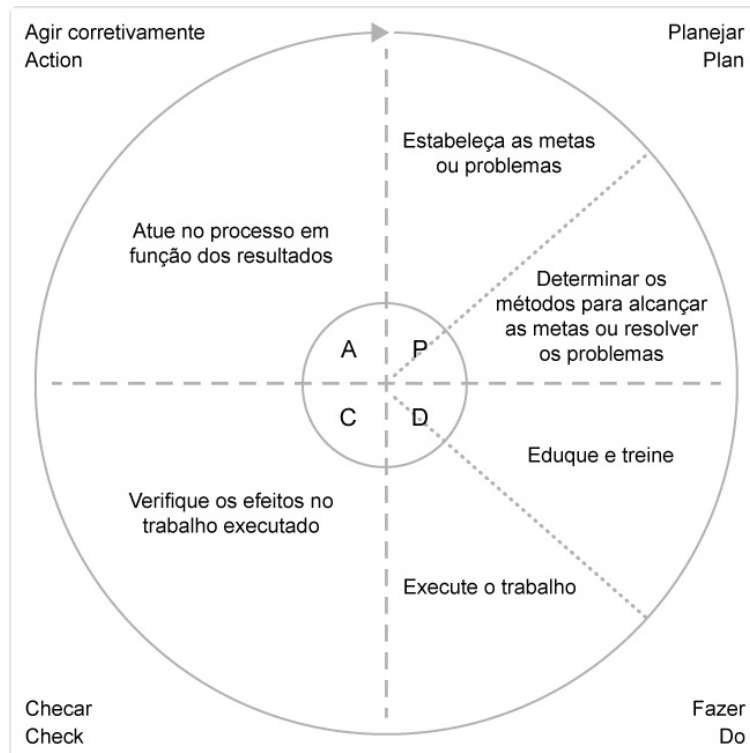 Agir corretivamente
Action
Planejar
Plan
Estabeleça as metas
ou problemas
Atue no processo em
função dos resultados
Determinar os
métodos para alcançar
as metas ou resolver
os problemas
A
P
C
D
Eduque e treine
Verifique os efeitos no
trabalho executado
Execute o trabalho
Checar
Check
Fazer
Do